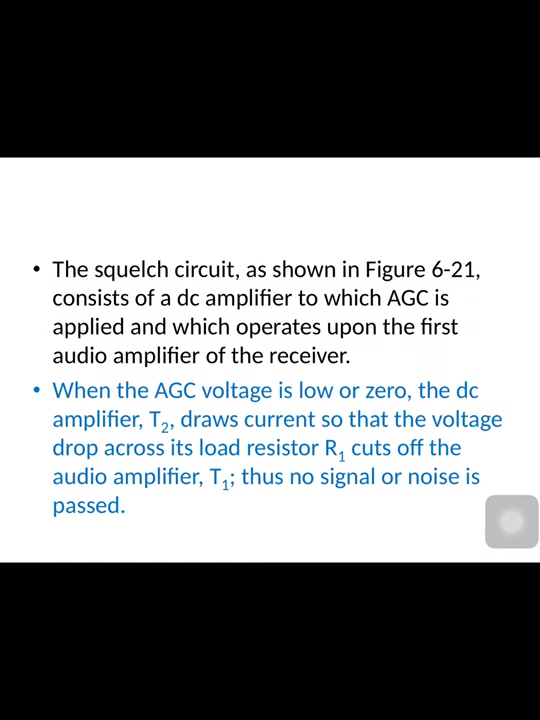 • The squelch circuit, as shown in Figure 6-21,
consists of a dc amplifier to which AGC is
applied and which operates upon the first
audio amplifier of the receiver.
• When the AGC voltage is low or zero, the dc
amplifier, T₂, draws current so that the voltage
drop across its load resistor R₁ cuts off the
audio amplifier, T₁; thus no signal or noise is
passed.